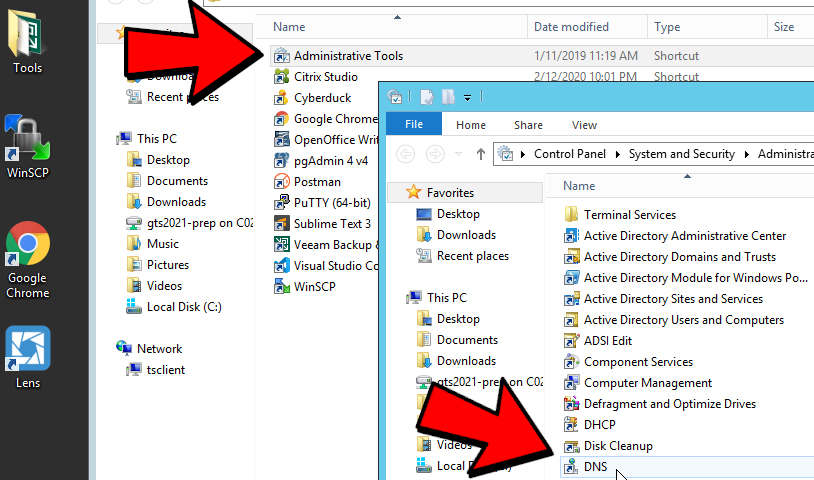 Tools
WinSCP
Google
Chrome
Lens
Recent places
This PC
Desktop
Documents
Downloads
gts2021-prep on C02
Music
Pictures
Videos
Local Disk (C:)
Network
tsclient
Name Date modified Type Size
Administrative Tools 1/11/2019 11:19 AM Shortcut
Citrix Studio 2/12/2020 10:01 PM Shortcut
Cyberduck
Google Chrome
OpenOffice Writ
pgAdmin 4 v4
Postman
PuTTY (64-bit)
Sublime Text 3
Veeam Backup &
Visual Studio Co
WinSCP
File Home Share View
Control Panel System and Security Administra
Favorites
Desktop
Downloads
Recent places
This PC
Desktop
Documents
Downloads
gts2021-prep on C02
Videos
Local
Name
Terminal Services
Active Directory Administrative Center
Active Directory Domains and Trusts
Active Directory Module for Windows Po...
Active Directory Sites and Services
Active Directory Users and Computers
ADSI Edit
Component Services
Computer Management
Defragment and Optimize Drives
DHCP
Disk Cleanup
DNS